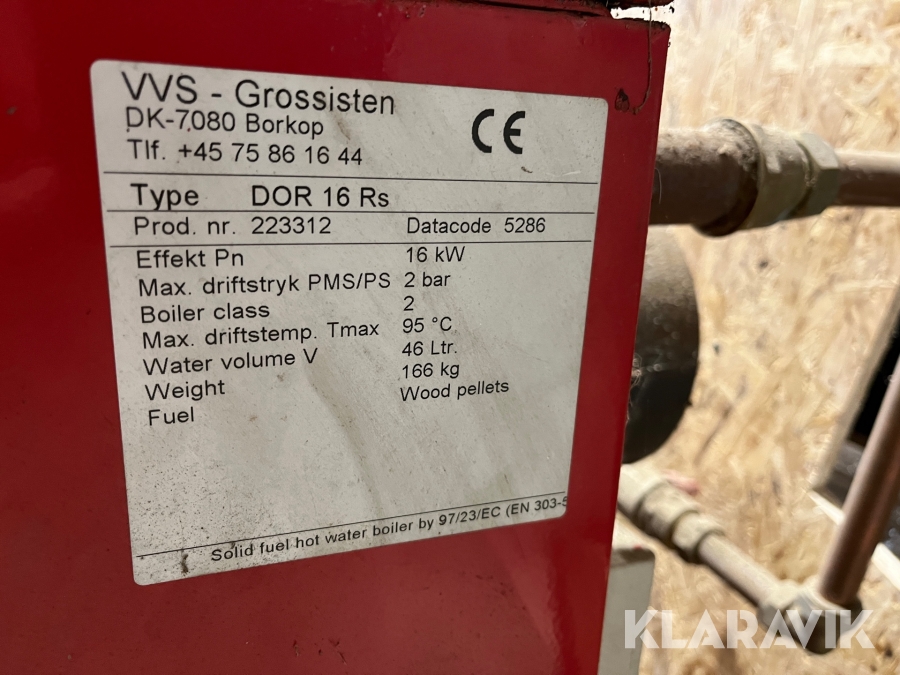 VVS - Grossisten
DK-7080 Borkop
Tlf. +45 75 86 16 44
CE
Type DOR 16 Rs
Prod. nr. 223312 Datacode 5286
Effekt Pn 16 kW
Max. driftstryk PMS/PS 2 bar
Boiler class 2
Max. driftstemp. Tmax 95 °C
Water volume V 46 Ltr.
Weight 166 kg
Fuel Wood pellets
Solid fuel hot water boiler by 97/23/EC (EN 303-5
KLARAVIK